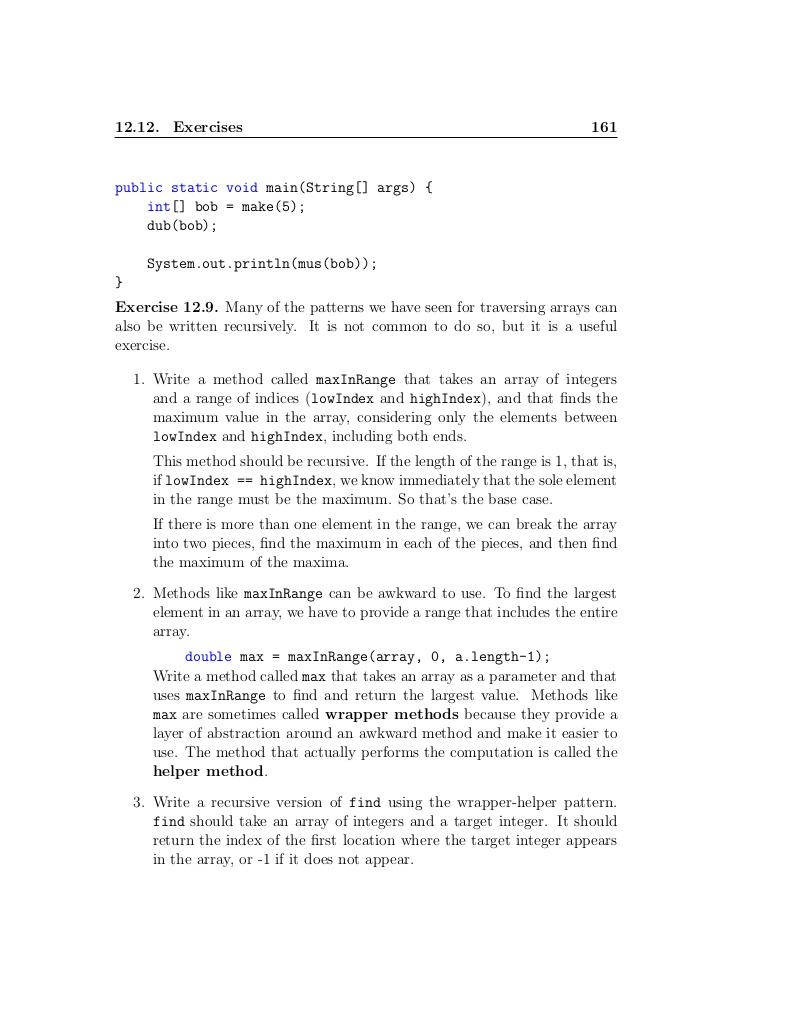 12.12. Exercises 161
public static void main(String[] args) {
    int[] bob = make(5);
    dub(bob);
    System.out.println(mus(bob));
}
Exercise 12.9. Many of the patterns we have seen for traversing arrays can
also be written recursively. It is not common to do so, but it is a useful
exercise.
1. Write a method called maxInRange that takes an array of integers
and a range of indices (lowIndex and highIndex), and that finds the
maximum value in the array, considering only the elements between
lowIndex and highIndex, including both ends.
This method should be recursive. If the length of the range is 1, that is,
if lowIndex == highIndex, we know immediately that the sole element
in the range must be the maximum. So that's the base case.
If there is more than one element in the range, we can break the array
into two pieces, find the maximum in each of the pieces, and then find
the maximum of the maxima.
2. Methods like maxInRange can be awkward to use. To find the largest
element in an array, we have to provide a range that includes the entire
array.
double max = maxInRange(array, 0, a.length-1);
Write a method called max that takes an array as a parameter and that
uses maxInRange to find and return the largest value. Methods like
max are sometimes called wrapper methods because they provide a
layer of abstraction around an awkward method and make it easier to
use. The method that actually performs the computation is called the
helper method.
3. Write a recursive version of find using the wrapper-helper pattern.
find should take an array of integers and a target integer. It should
return the index of the first location where the target integer appears
in the array, or -1 if it does not appear.